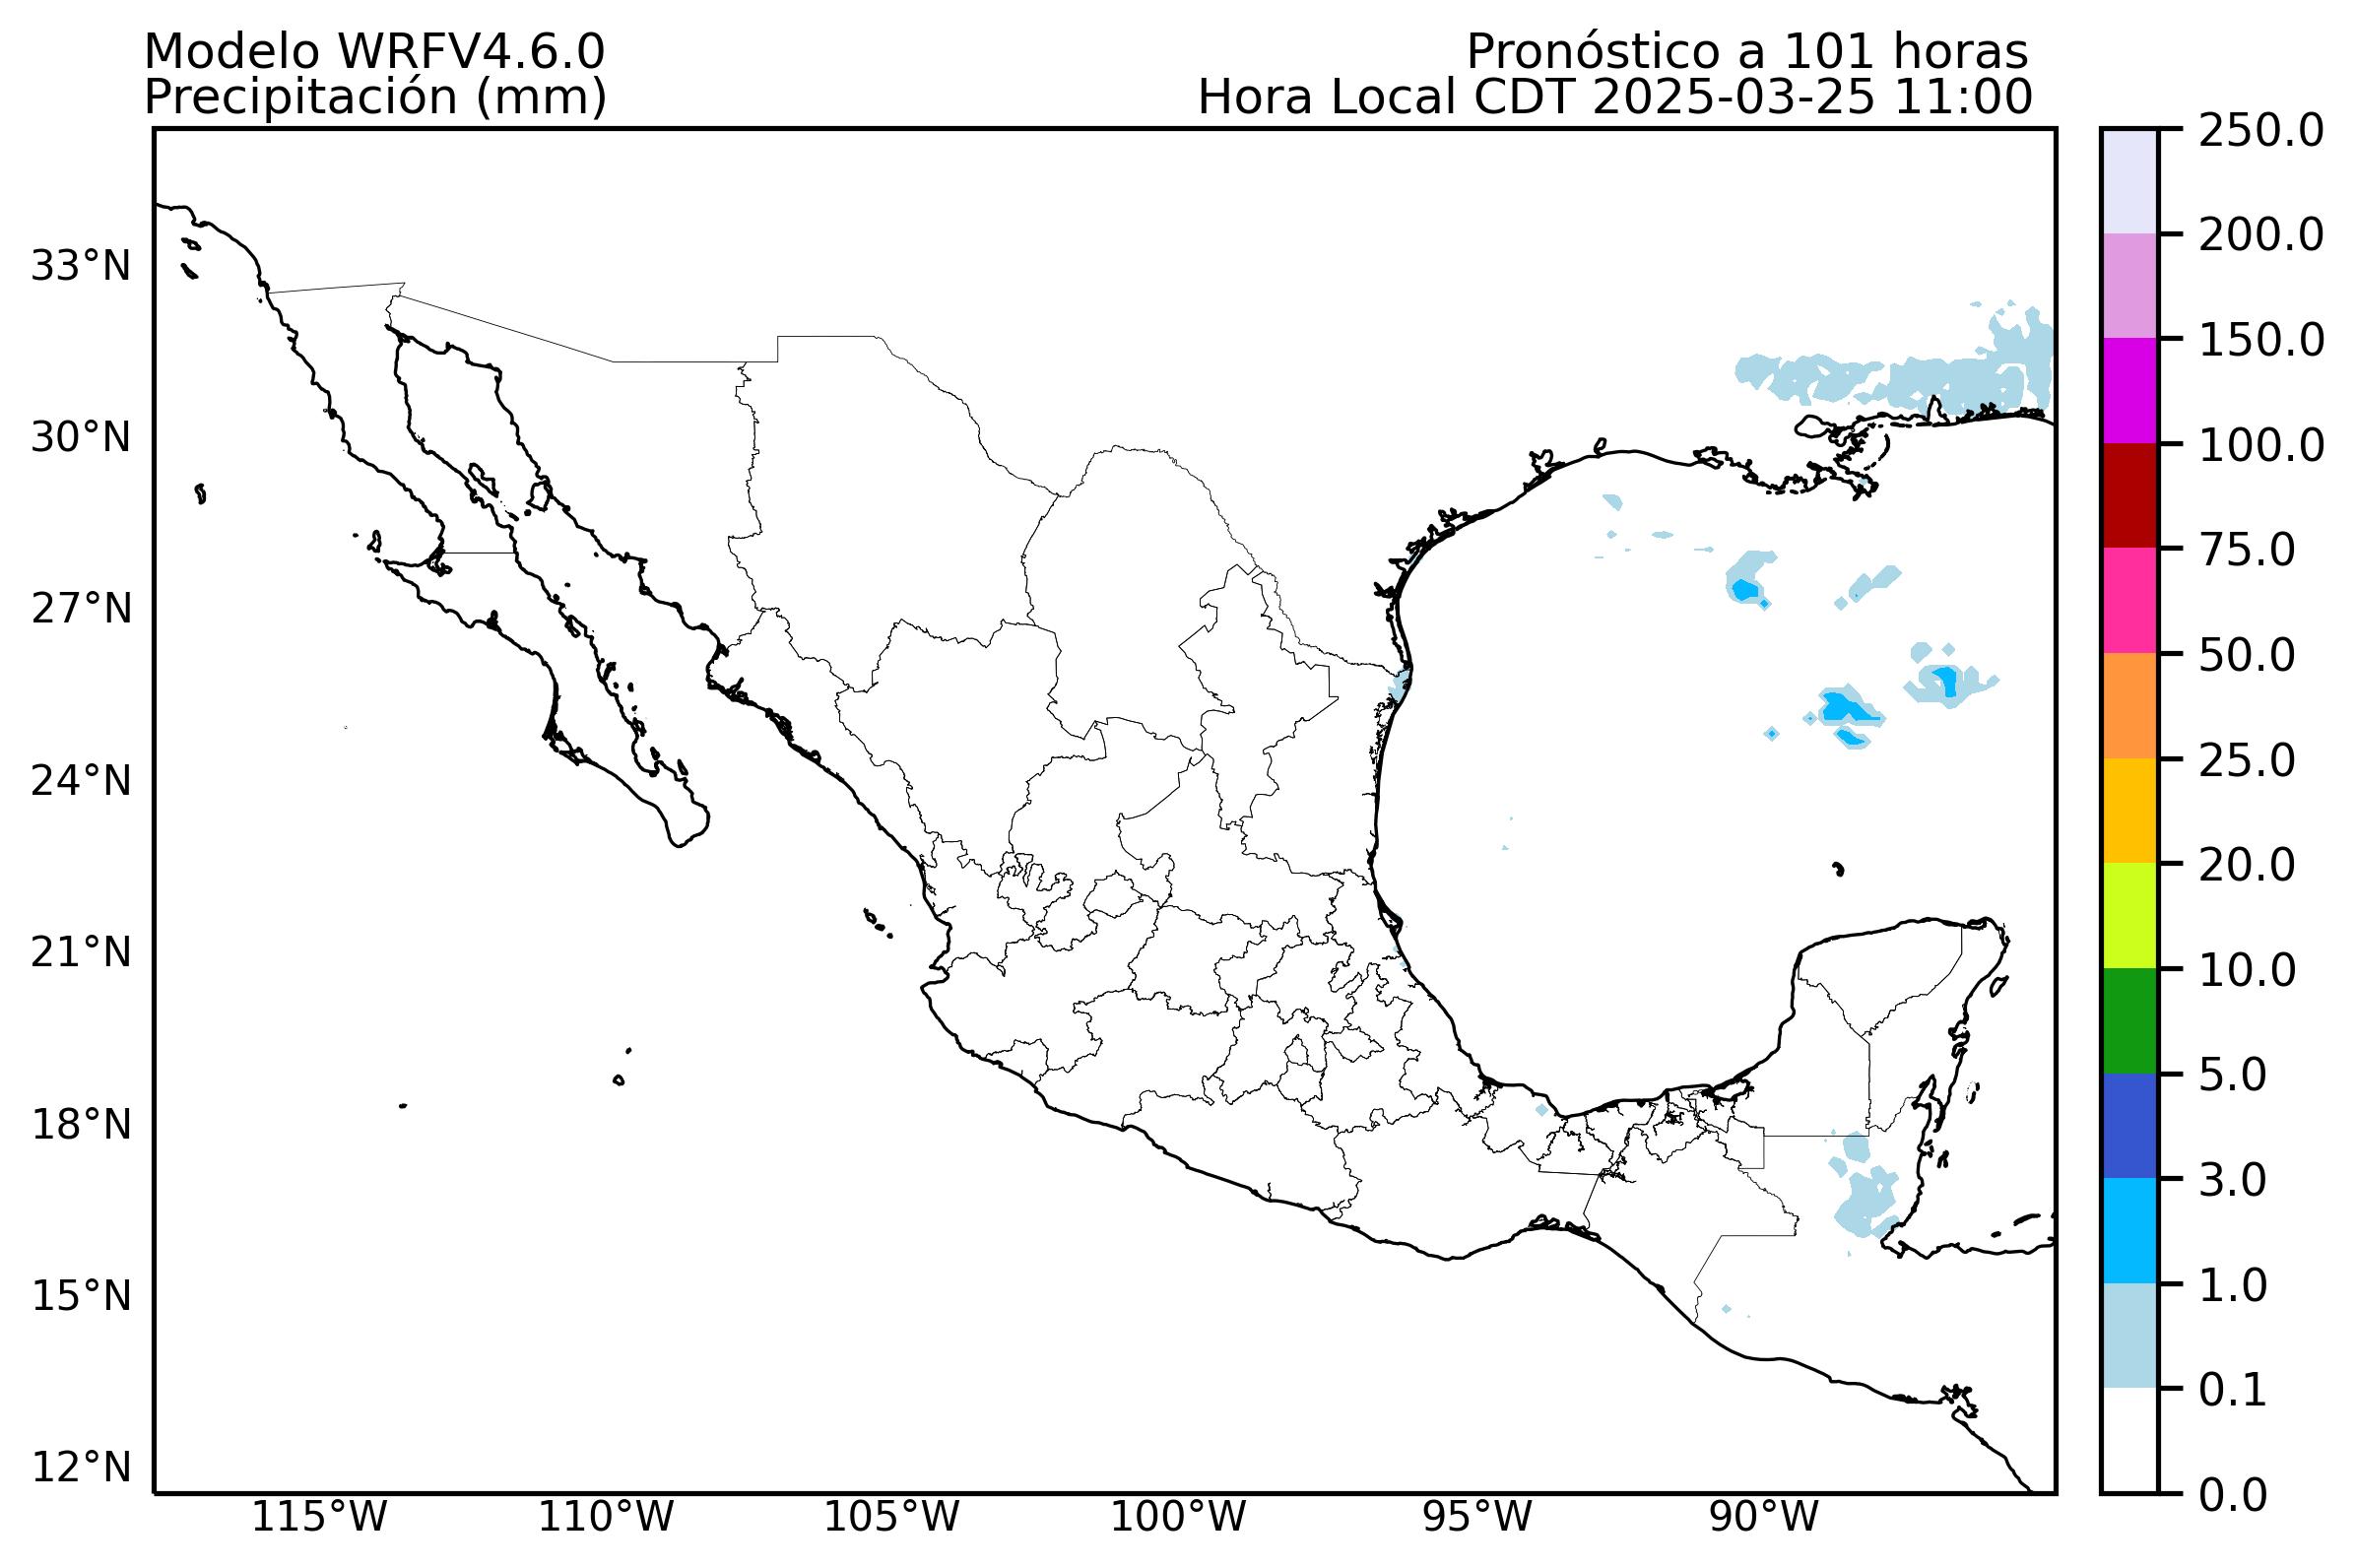 Modelo WRFV4.6.0
Precipitación (mm)
Pronóstico a 101 horas
Hora Local CDT 2025-03-25 11:00
33°N
30°N
27°N
24°N
21°N
18°N
15°N
12°N
115°W
110°W
105°W
100°W
95°W
90°W
250.0
200.0
150.0
100.0
75.0
50.0
25.0
20.0
10.0
5.0
3.0
1.0
0.1
0.0